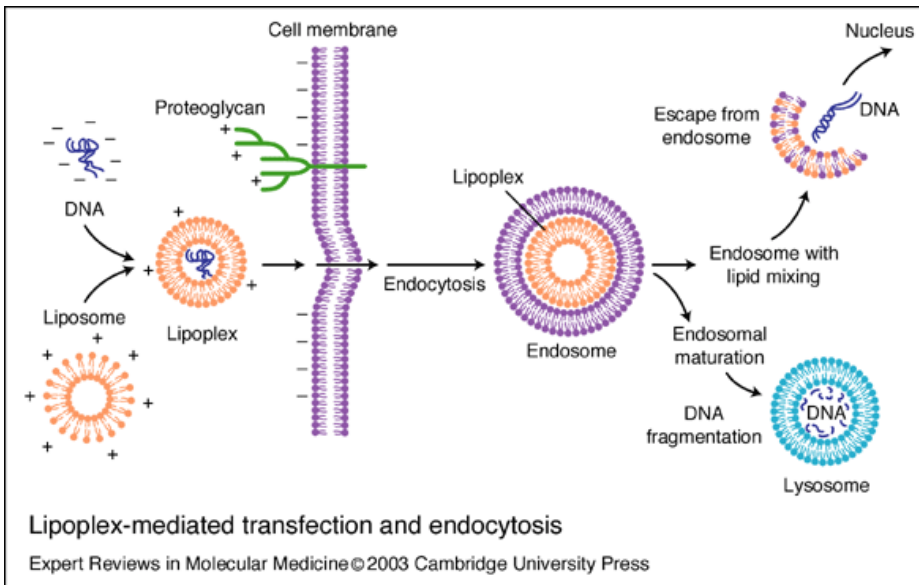 Cell membrane
Nucleus
Proteoglycan
DNA
Escape from
endosome
Lipoplex
DNA
Endosome with
lipid mixing
Endocytosis
Liposome
Lipoplex
Endosome
Endosomal
maturation
DNA
fragmentation
DNA
Lysosome
Lipoplex-mediated transfection and endocytosis
Expert Reviews in Molecular Medicine © 2003 Cambridge University Press